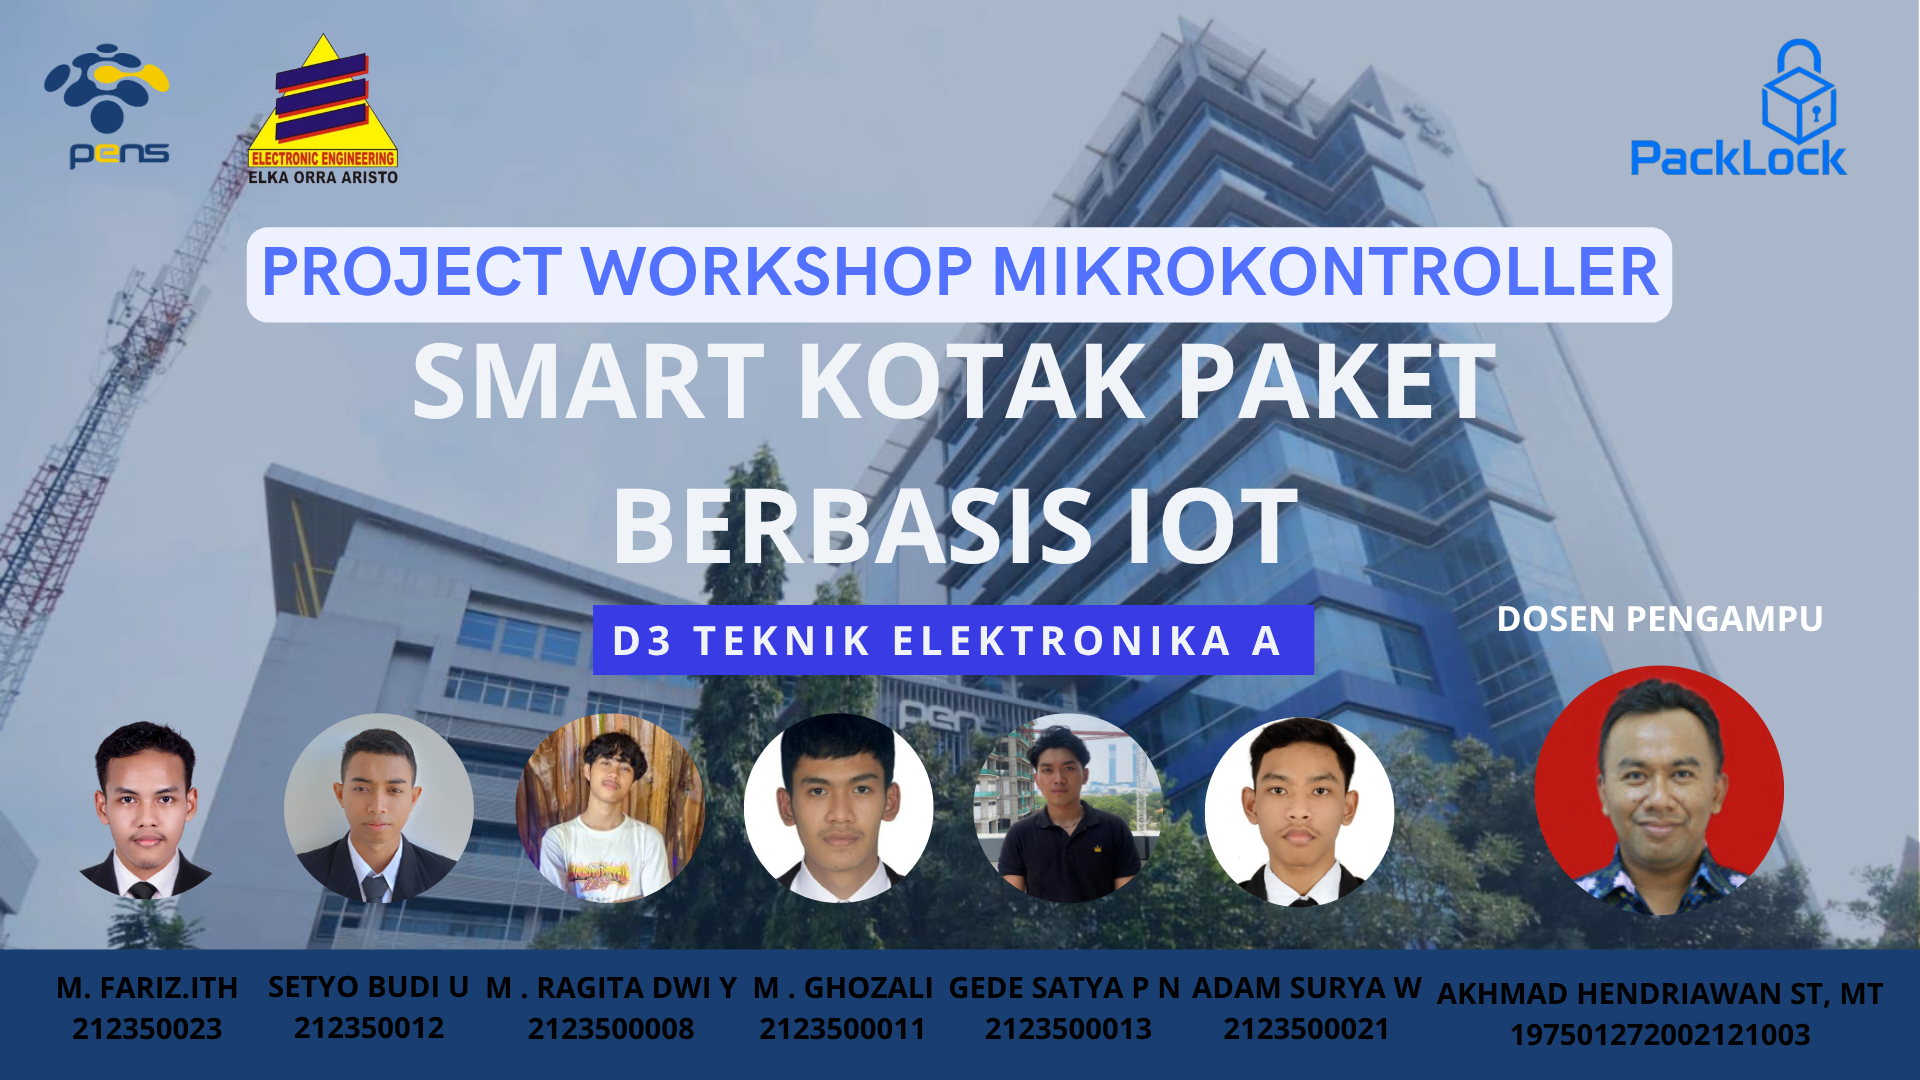 pens
ELECTRONIC ENGINEERING
ELKA ORRA ARISTO
PackLock
PROJECT WORKSHOP MIKROKONTROLLER
SMART KOTAK PAKET
BERBASIS IOT
D3 TEKNIK ELEKTRONIKA A
DOSEN PENGAMPU
pens
M. FARIZ.ITH
212350023
SETYO BUDI U
212350012
M . RAGITA DWI Y
2123500008
M . GHOZALI
2123500011
GEDE SATYA P N
2123500013
ADAM SURYA W
2123500021
AKHMAD HENDRIAWAN ST, MT
197501272002121003